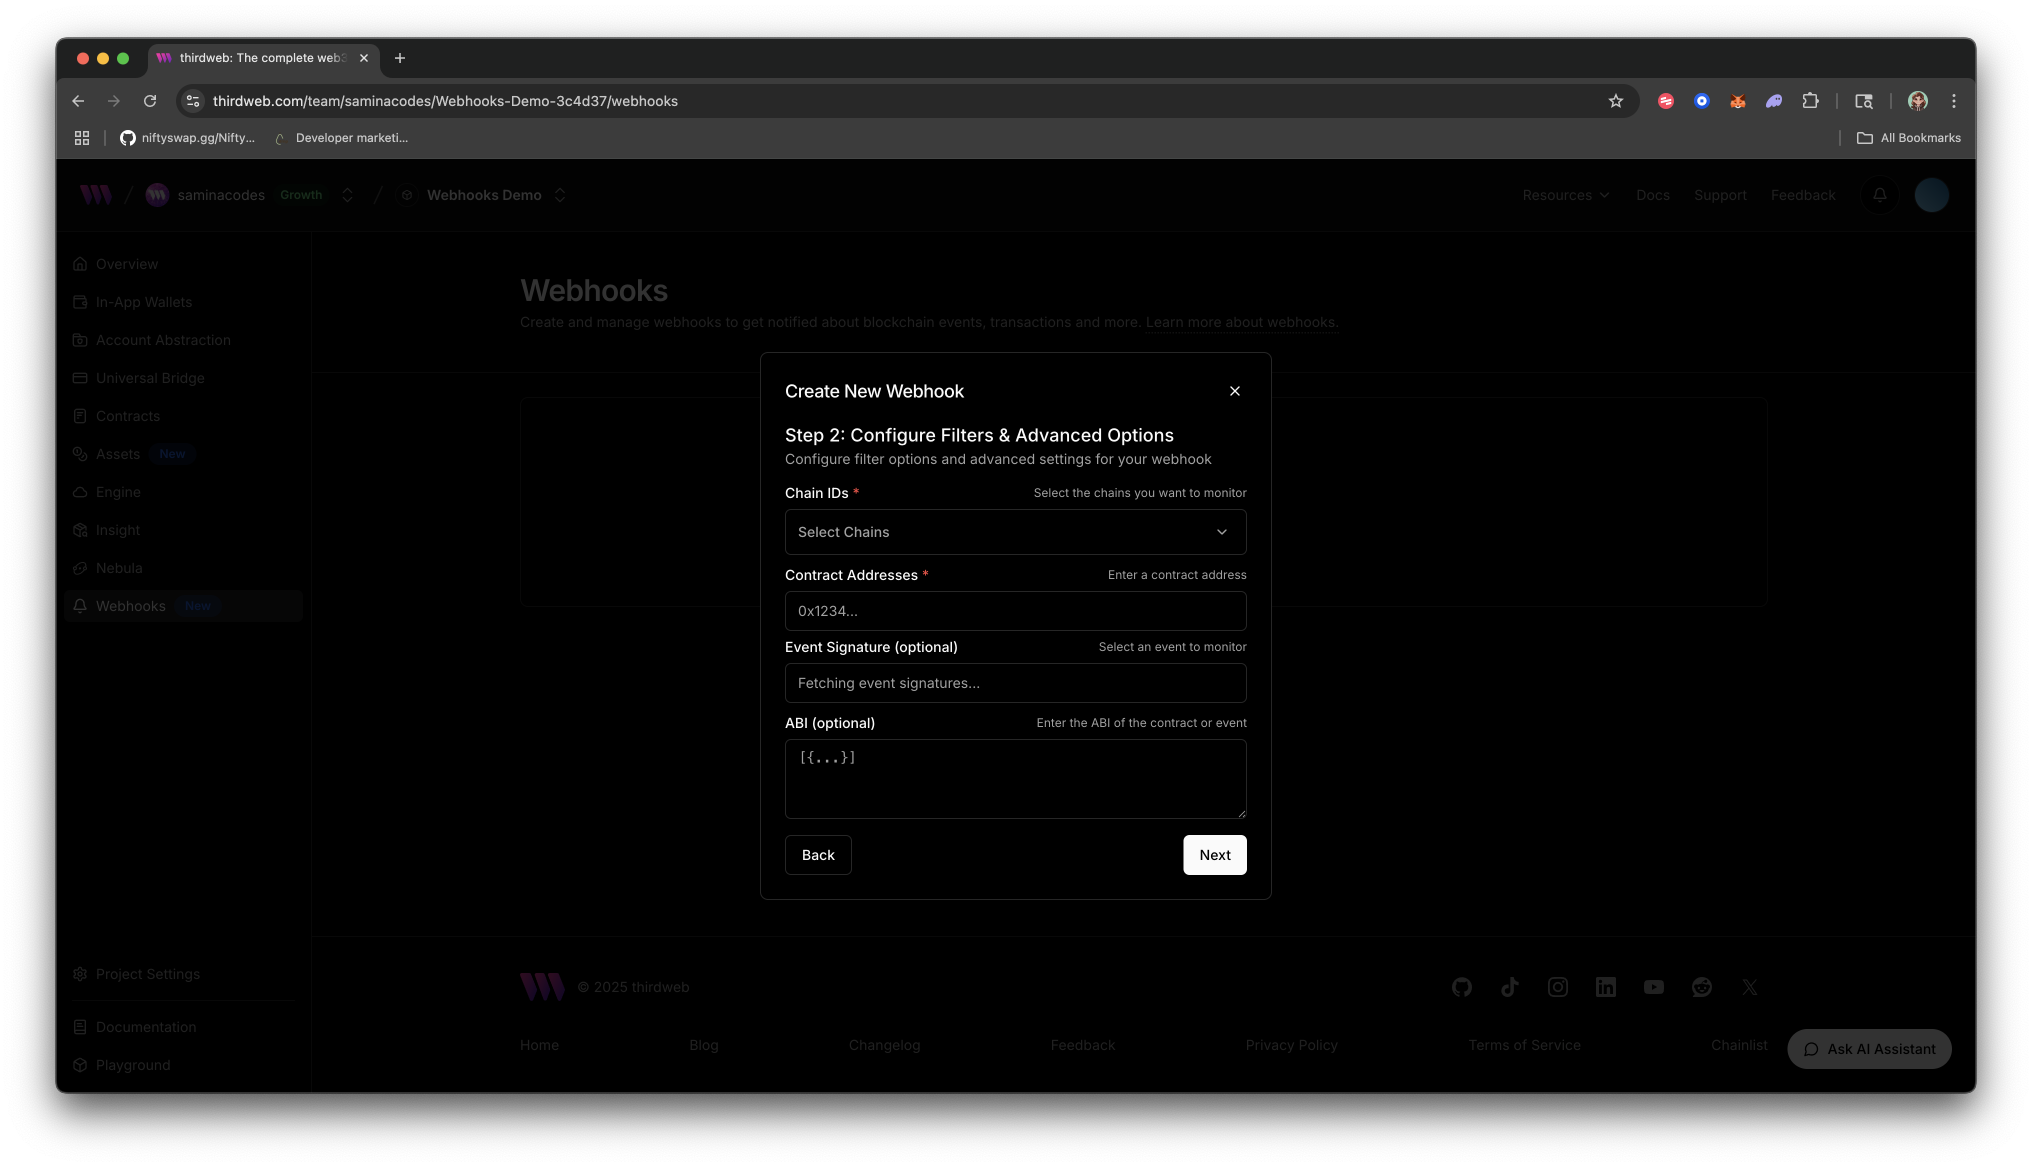 thirdweb: The complete web3
thirdweb.com/team/saminacodes/Webhooks-Demo-3c4d37/webhooks
niftyswap.gg/Nifty...
Developer marketi...
All Bookmarks
saminacodes Growth
Webhooks Demo
Resources
Docs
Support
Feedback
Overview
In-App Wallets
Account Abstraction
Universal Bridge
Contracts
Assets New
Engine
Insight
Nebula
Webhooks New
Project Settings
Documentation
Playground
Webhooks
Create and manage webhooks to get notified about blockchain events, transactions and more. Learn more about webhooks.
Create New Webhook
Step 2: Configure Filters & Advanced Options
Configure filter options and advanced settings for your webhook
Chain IDs * Select the chains you want to monitor
Select Chains
Contract Addresses * Enter a contract address
0x1234...
Event Signature (optional) Select an event to monitor
Fetching event signatures...
ABI (optional) Enter the ABI of the contract or event
[{...}]
Back
Next
© 2025 thirdweb
Home
Blog
Changelog
Feedback
Privacy Policy
Terms of Service
Chainlist
Ask AI Assistant